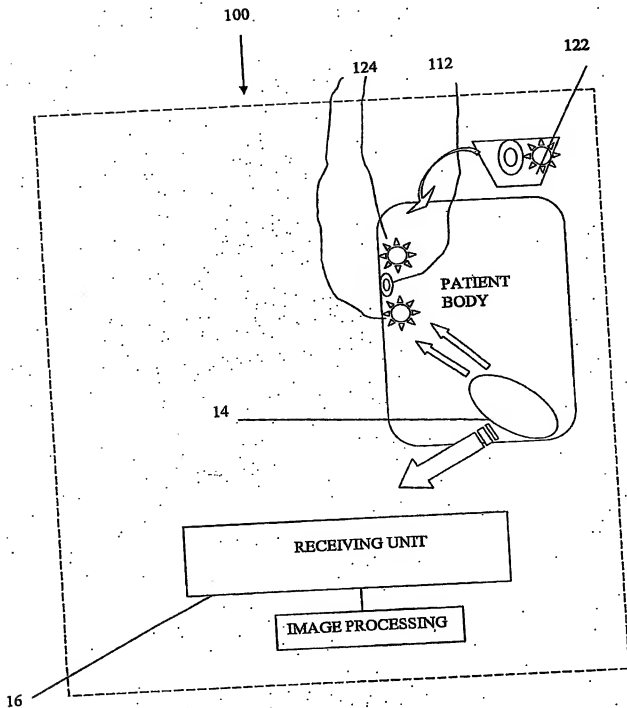 100
124
112
122
PATIENT
BODY
14
RECEIVING UNIT
IMAGE PROCESSING
16